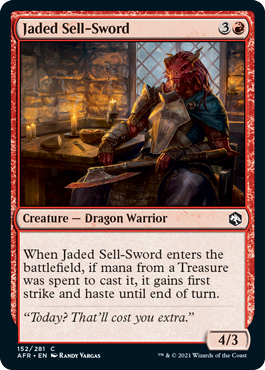 Jaded Sell-Sword 3
Creature — Dragon Warrior
When Jaded Sell-Sword enters the
battlefield, if mana from a Treasure
was spent to cast it, it gains first
strike and haste until end of turn.
“Today? That’ll cost you extra.”
4/3
152/281 C
AFR • EN Randy Vargas
™ & © 2021 Wizards of the Coast